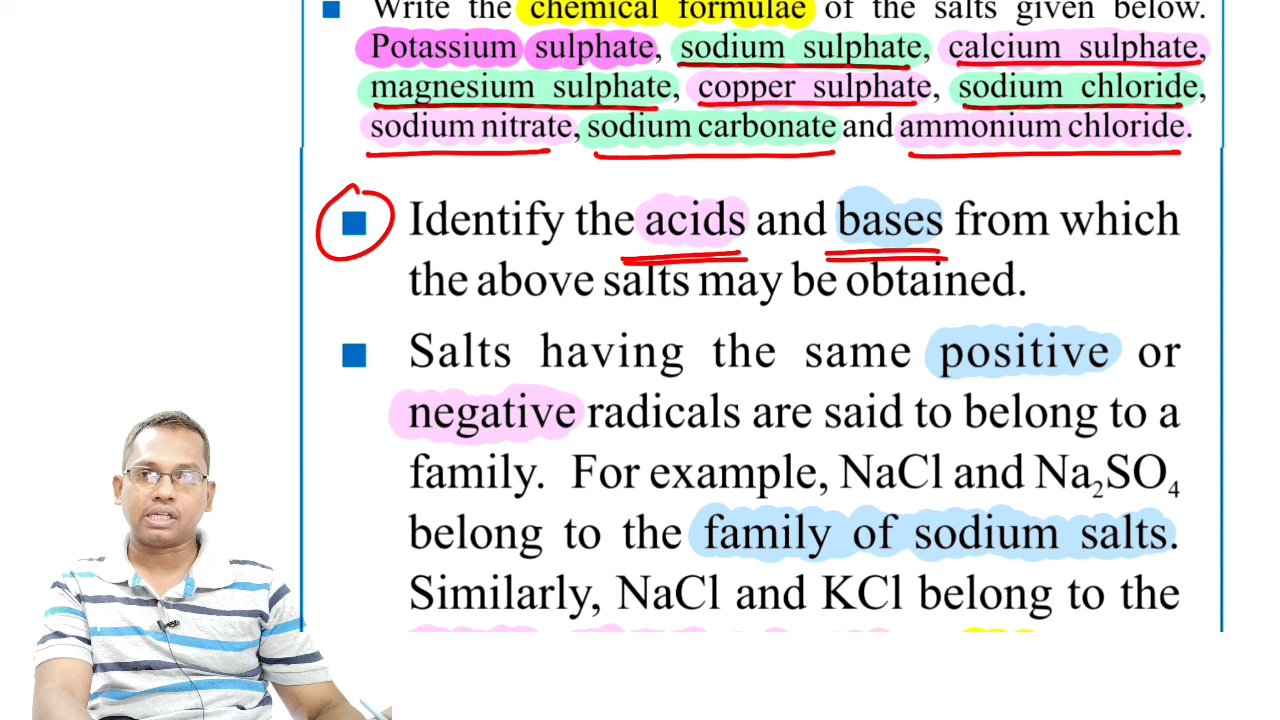 Write the chemical formulae of the salts given below.
Potassium sulphate, sodium sulphate, calcium sulphate,
magnesium sulphate, copper sulphate, sodium chloride,
sodium nitrate, sodium carbonate and ammonium chloride.
Identify the acids and bases from which
the above salts may be obtained.
Salts having the same positive or
negative radicals are said to belong to a
family. For example, NaCl and Na₂SO₄
belong to the family of sodium salts.
Similarly, NaCl and KCl belong to the